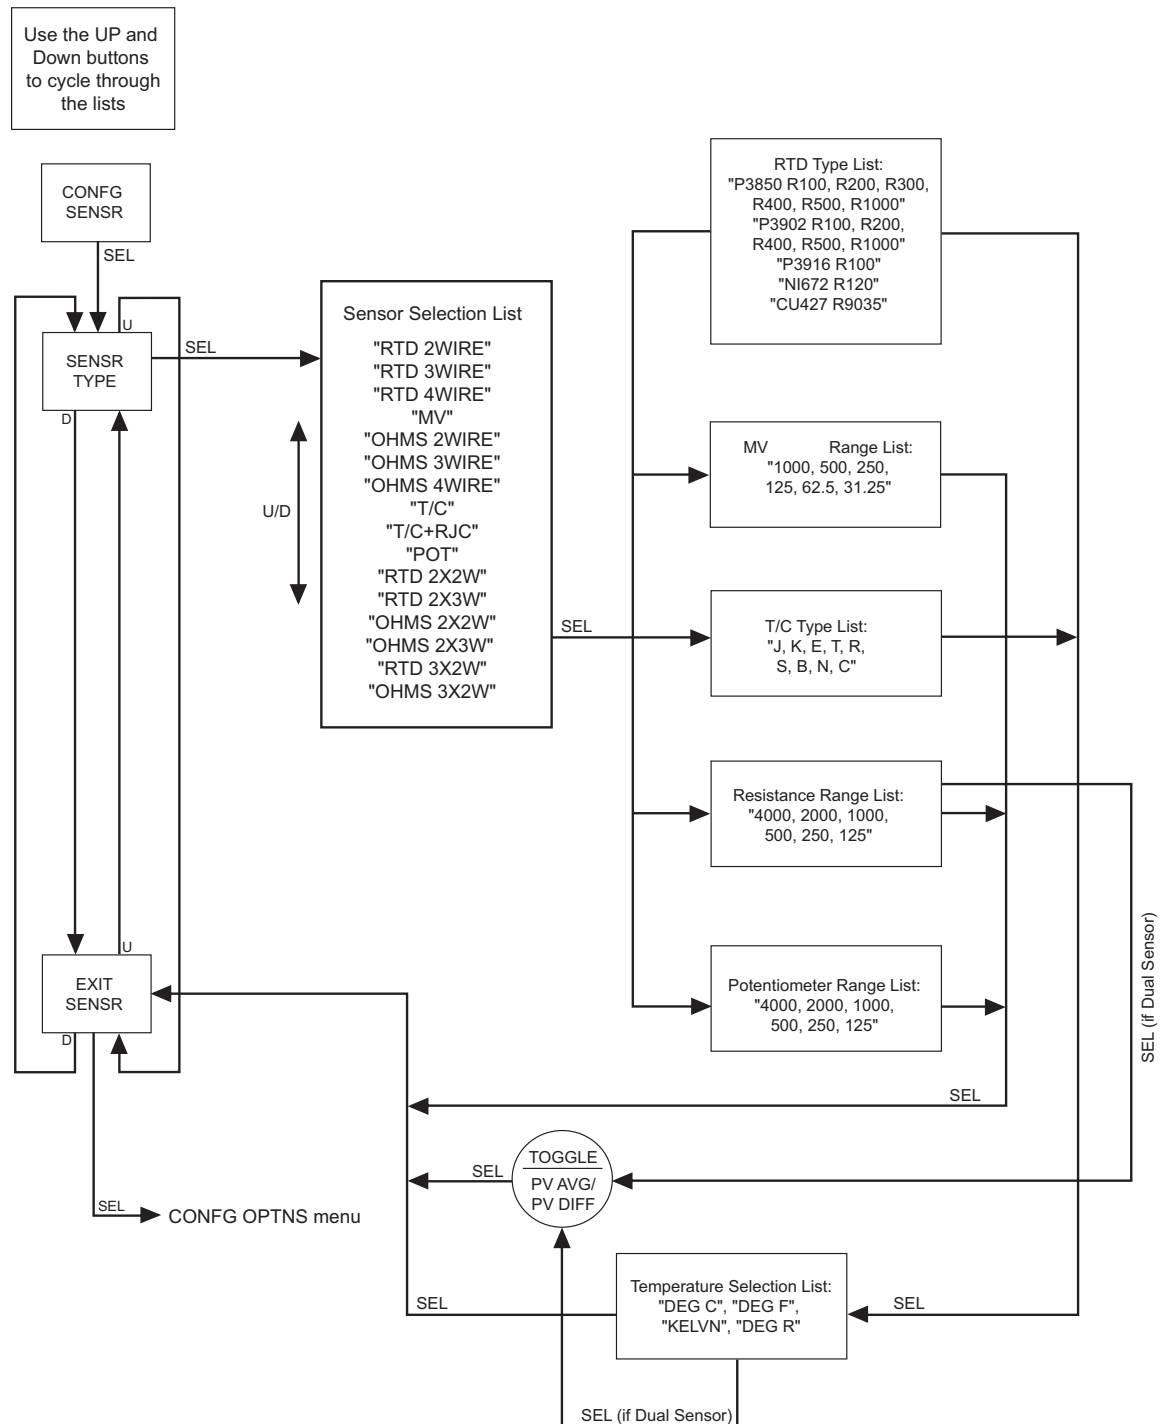 Use the UP and
Down buttons
to cycle through
the lists
CONFG
SENSR
SEL
U
SENSR
TYPE
D
SEL
Sensor Selection List
"RTD 2WIRE"
"RTD 3WIRE"
"RTD 4WIRE"
"MV"
"OHMS 2WIRE"
"OHMS 3WIRE"
"OHMS 4WIRE"
"T/C"
"T/C+RJC"
"POT"
"RTD 2X2W"
"RTD 2X3W"
"OHMS 2X2W"
"OHMS 2X3W"
"RTD 3X2W"
"OHMS 3X2W"
U/D
SEL
RTD Type List:
"P3850 R100, R200, R300,
R400, R500, R1000"
"P3902 R100, R200,
R400, R500, R1000"
"P3916 R100"
"NI672 R120"
"CU427 R9035"
MV Range List:
"1000, 500, 250,
125, 62.5, 31.25"
T/C Type List:
"J, K, E, T, R,
S, B, N, C"
Resistance Range List:
"4000, 2000, 1000,
500, 250, 125"
Potentiometer Range List:
"4000, 2000, 1000,
500, 250, 125"
SEL (if Dual Sensor)
U
EXIT
SENSR
D
SEL
SEL
TOGGLE
PV AVG/
PV DIFF
SEL
CONFG OPTNS menu
Temperature Selection List:
"DEG C", "DEG F",
"KELVN", "DEG R"
SEL
SEL
SEL (if Dual Sensor)